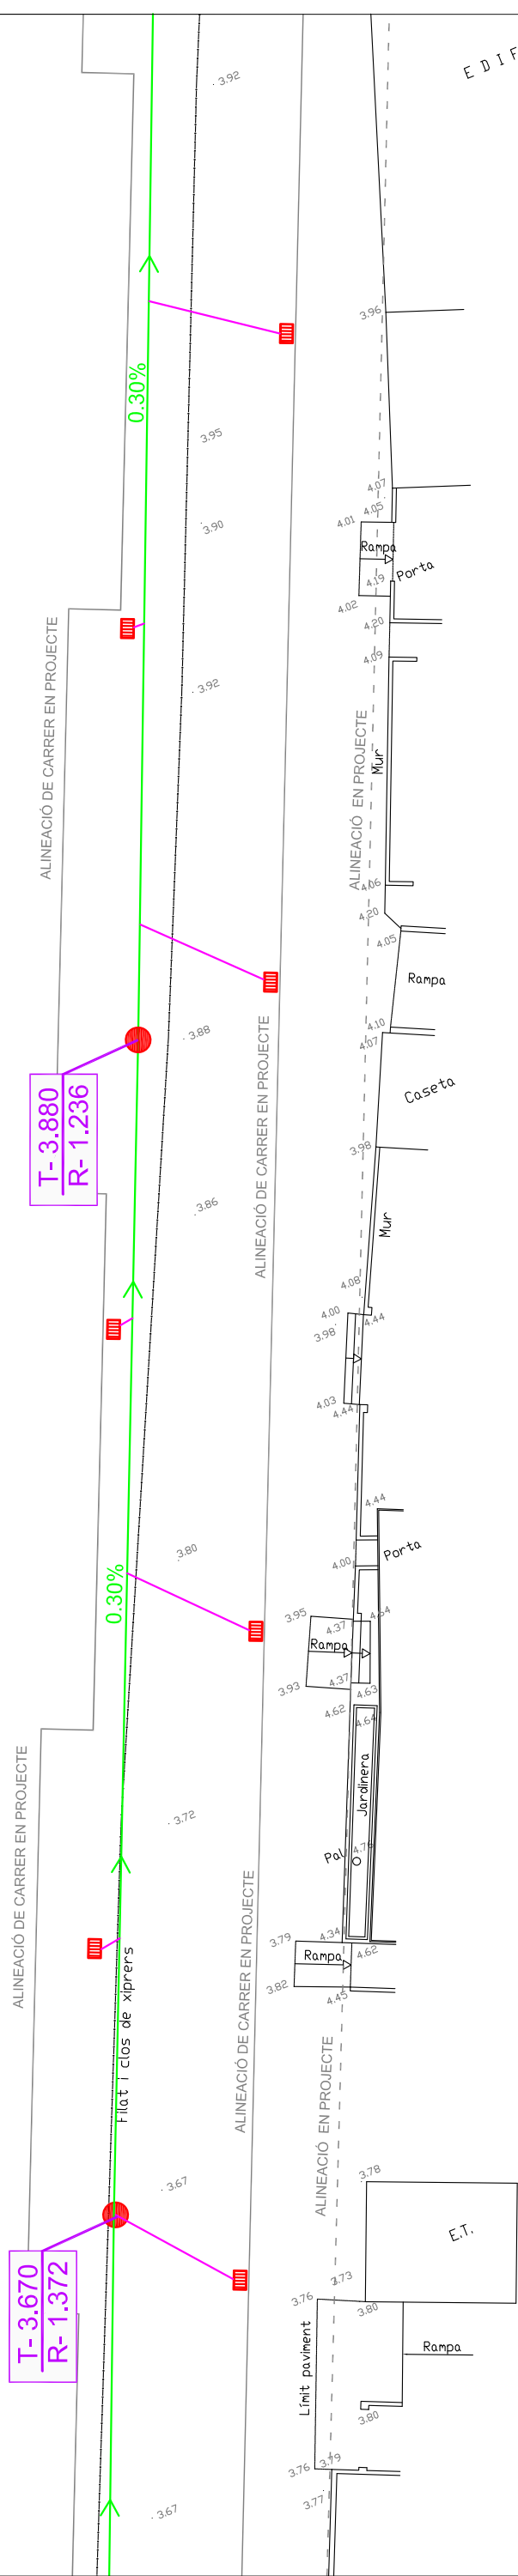 3.92
E D I F
3.96
0.30%
3.95
4.07
4.05
4.01
3.90
Rampa
Porta
4.19
4.02
4.20
4.09
ALINEACIÓ DE CARRER EN PROJECTE
3.92
ALINEACIÓ EN PROJECTE
Mur
4.06
4.20
4.05
Rampa
3.88
4.10
4.07
T- 3.880
R- 1.236
ALINEACIÓ DE CARRER EN PROJECTE
Caseta
3.98
3.86
Mur
4.08
4.00
3.98
4.44
4.03
4.44
4.44
3.80
Porta
4.00
0.30%
3.95
4.37
Rampa
4.37
3.93
4.63
4.62
4.64
Jardinera
3.72
ALINEACIÓ DE CARRER EN PROJECTE
Pal
4.34
3.79
4.62
Rampa
3.82
4.45
Filat i clos de xiprers
ALINEACIÓ DE CARRER EN PROJECTE
ALINEACIÓ EN PROJECTE
3.78
3.67
E.T.
T- 3.670
R- 1.372
3.73
3.76
3.80
Rampa
Límit paviment
3.80
3.79
3.76
3.77
3.67